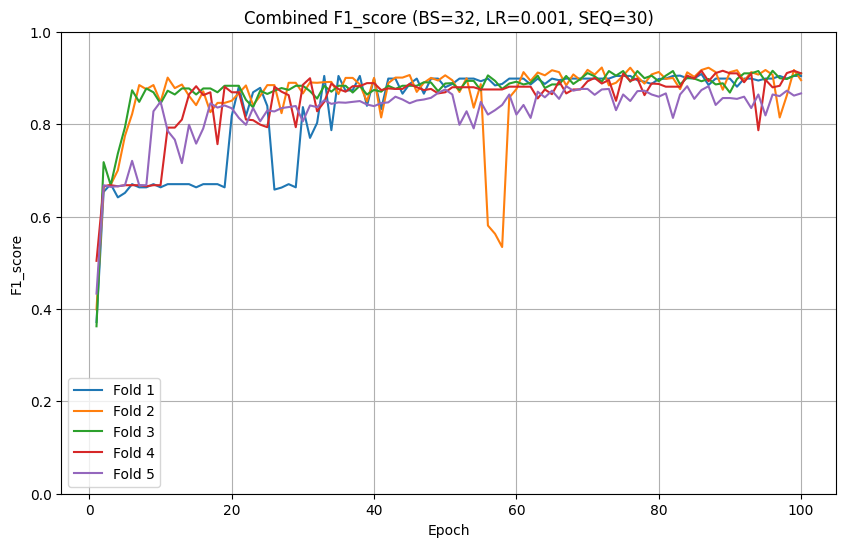 Combined F1_score (BS=32, LR=0.001, SEQ=30)
1.0
0.8
0.6
0.4
0.2
0.0
F1_score
Fold 1
Fold 2
Fold 3
Fold 4
Fold 5
0 20 40 60 80 100
Epoch